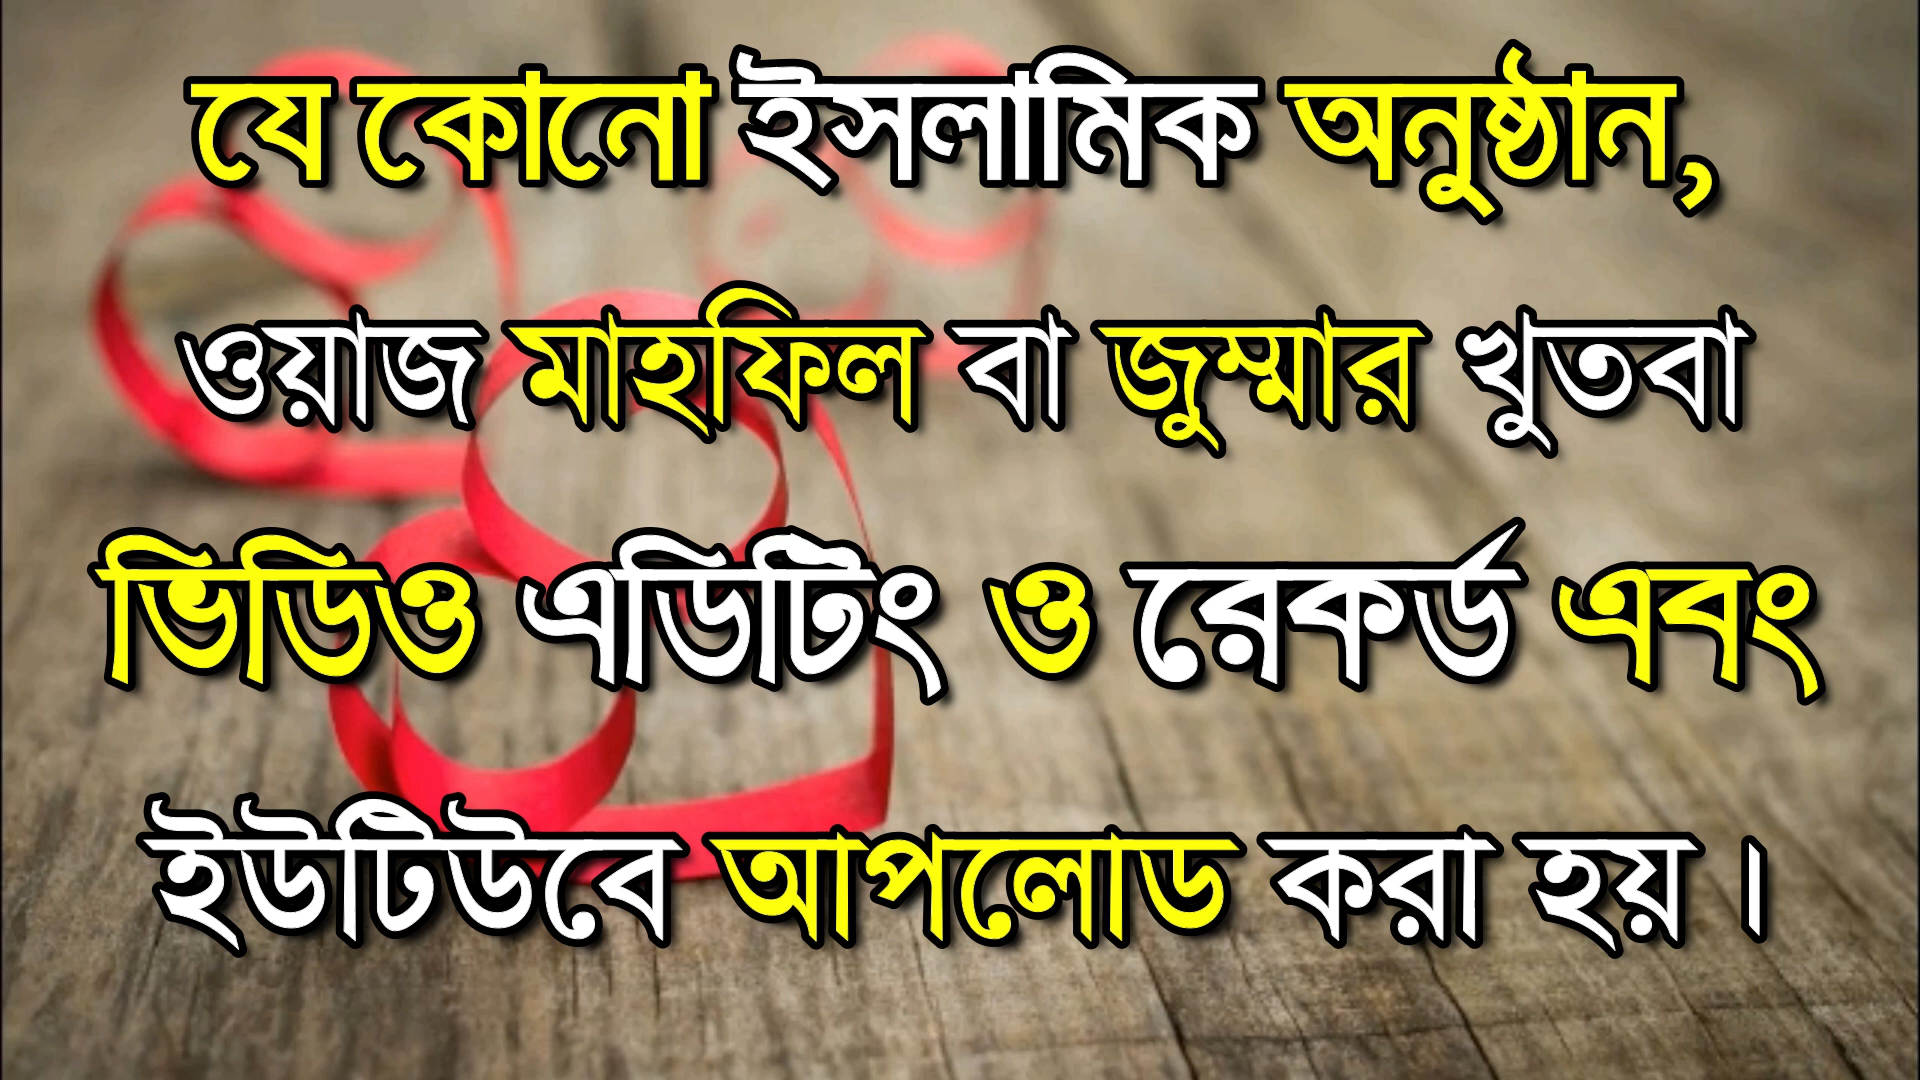 যে কোনো ইসলামিক অনুষ্ঠান,
ওয়াজ মাহফিল বা জুম্মার খুতবা
ভিডিও এডিটিং ও রেকর্ড এবং
ইউটিউবে আপলোড করা হয় ।